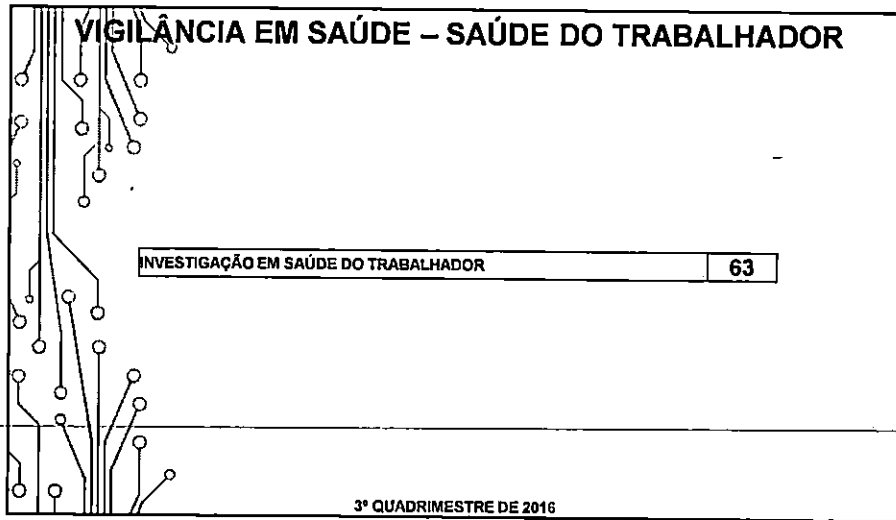 VIGILÂNCIA EM SAÚDE – SAÚDE DO TRABALHADOR
INVESTIGAÇÃO EM SAÚDE DO TRABALHADOR 63
3º QUADRIMESTRE DE 2016